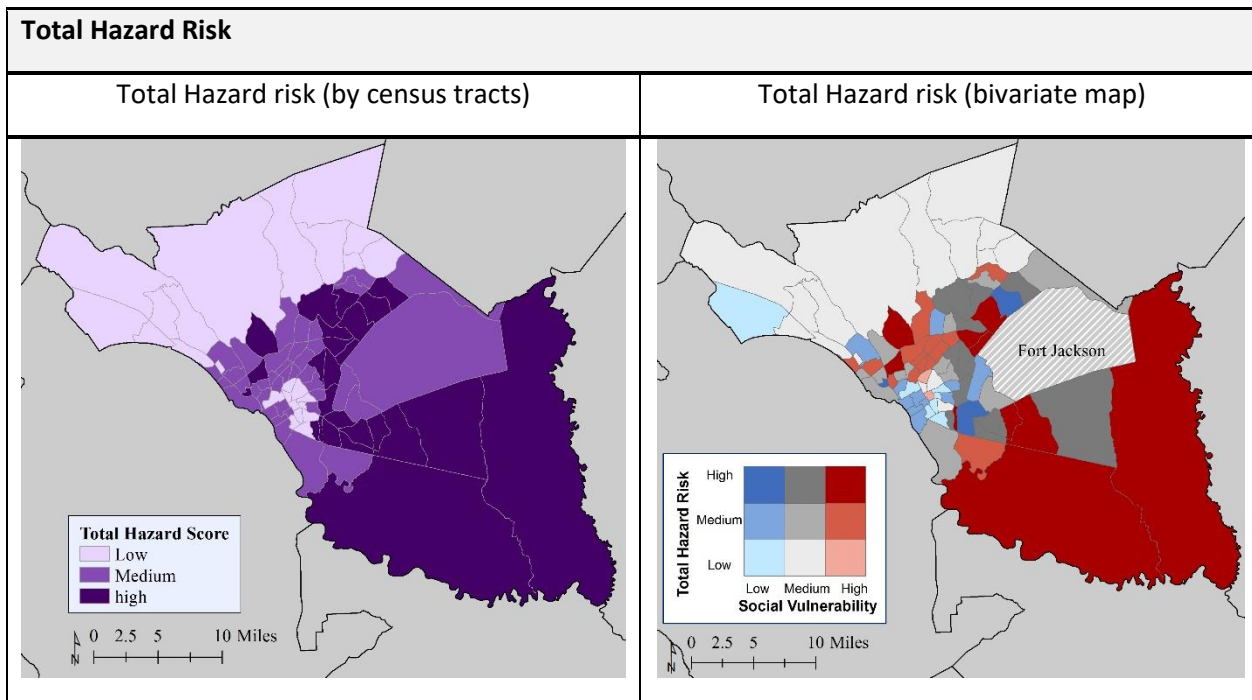 Total Hazard Risk
Total Hazard risk (by census tracts)
Total Hazard risk (bivariate map)
Total Hazard Score
Low
Medium
high
N
0 2.5 5 10 Miles
Fort Jackson
Total Hazard Risk
High
Medium
Low
Low Medium High
Social Vulnerability
N
0 2.5 5 10 Miles